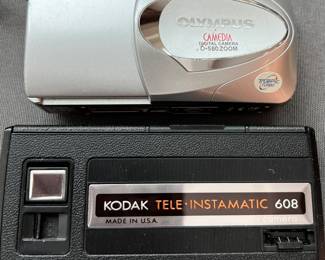 OLYMPUS
CAMEDIA
DIGITAL CAMERA
D-580 ZOOM
KODAK TELE·INSTAMATIC 608
MADE IN U.S.A.